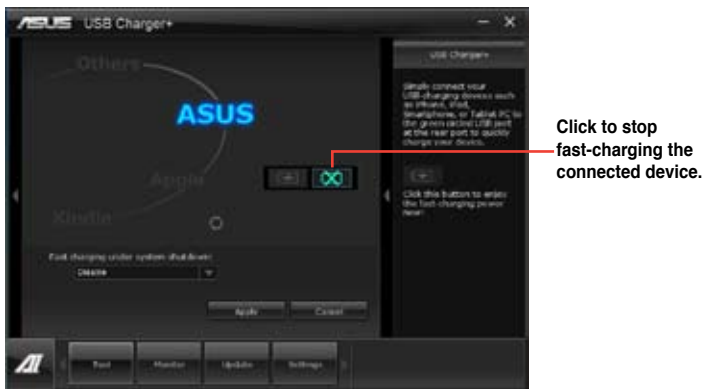 ASUS USB Charger+
Others
ASUS
Apple
Kindle
Fast charging under system shutdown:
Disable
Apply
Cancel
USB Charger+
Simply connect your
USB-charging devices such
as iPhone, iPad,
Smartphone, or Tablet PC to
the green circled USB port
at the rear port to quickly
charge your device.
Click this button to enjoy
the fast-charging power
now!
Click to stop
fast-charging the
connected device.
Tool
Monitor
Update
Settings